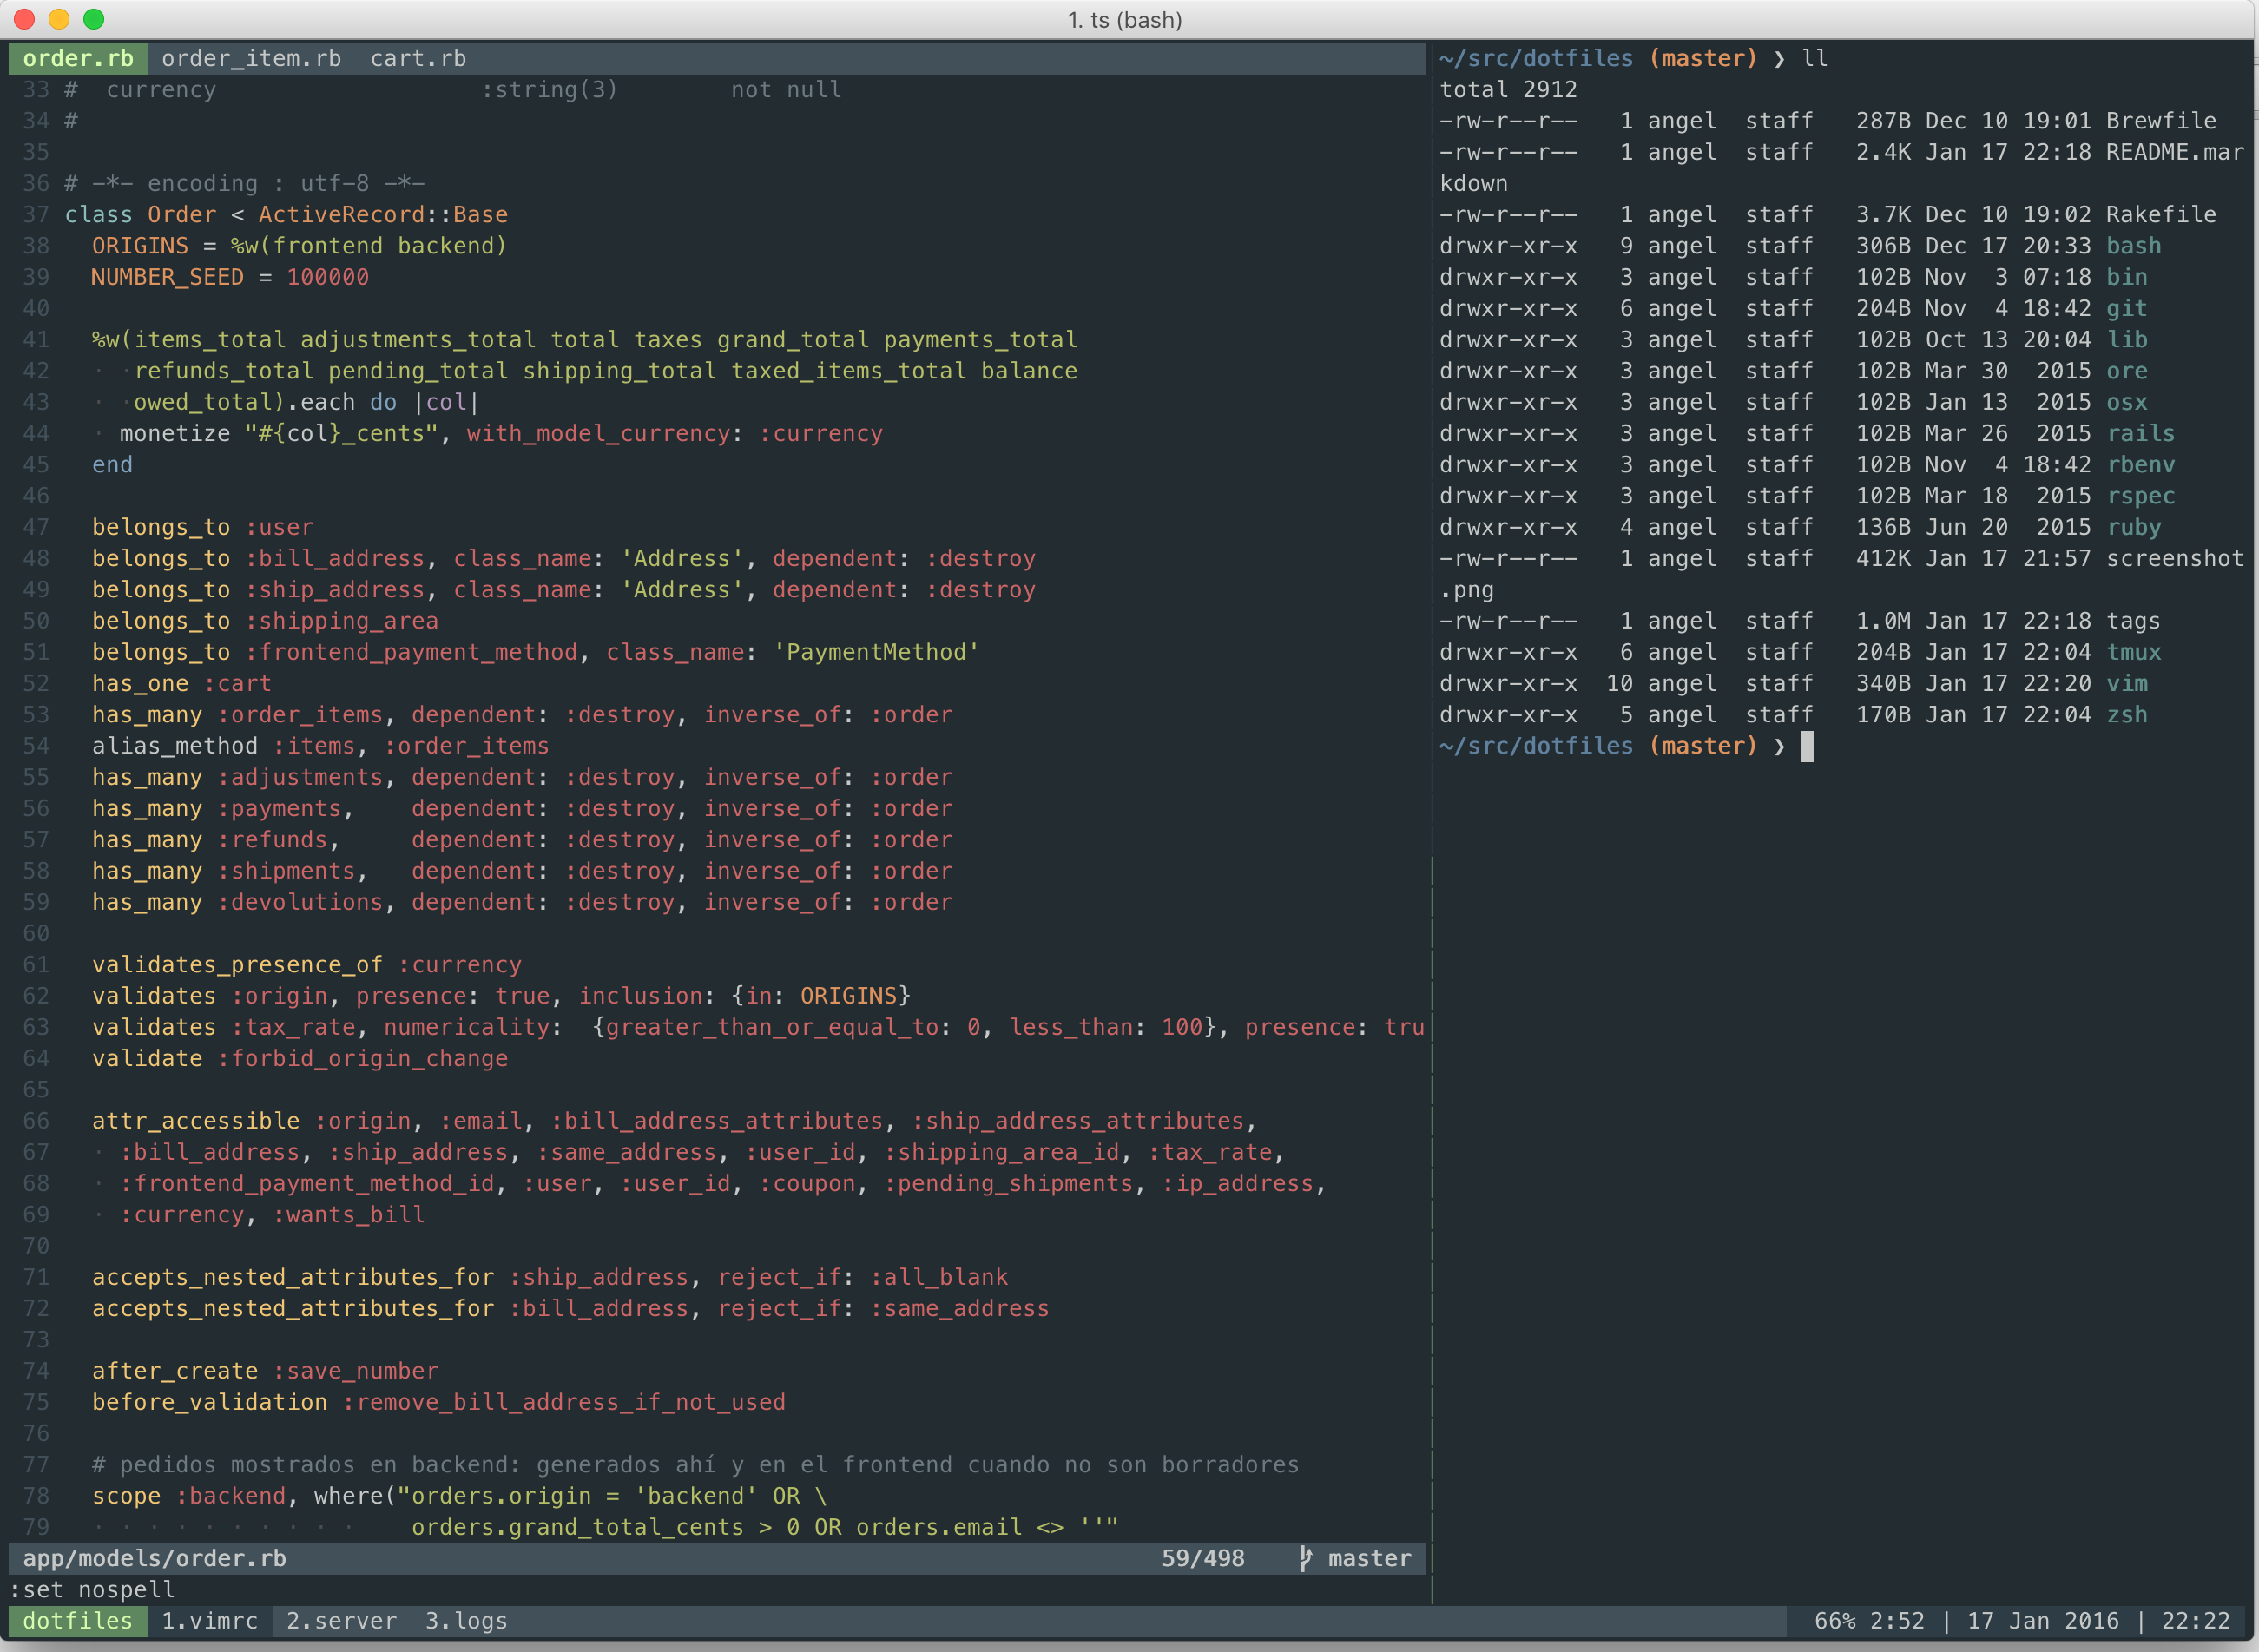 1. ts (bash)
order.rb order_item.rb cart.rb
33 #  currency                   :string(3)        not null
34 #
35
36 # -*- encoding : utf-8 -*-
37 class Order < ActiveRecord::Base
38   ORIGINS = %w(frontend backend)
39   NUMBER_SEED = 100000
40
41   %w(items_total adjustments_total total taxes grand_total payments_total
42   · ·refunds_total pending_total shipping_total taxed_items_total balance
43   · ·owed_total).each do |col|
44   · monetize "#{col}_cents", with_model_currency: :currency
45   end
46
47   belongs_to :user
48   belongs_to :bill_address, class_name: 'Address', dependent: :destroy
49   belongs_to :ship_address, class_name: 'Address', dependent: :destroy
50   belongs_to :shipping_area
51   belongs_to :frontend_payment_method, class_name: 'PaymentMethod'
52   has_one :cart
53   has_many :order_items, dependent: :destroy, inverse_of: :order
54   alias_method :items, :order_items
55   has_many :adjustments, dependent: :destroy, inverse_of: :order
56   has_many :payments,    dependent: :destroy, inverse_of: :order
57   has_many :refunds,     dependent: :destroy, inverse_of: :order
58   has_many :shipments,   dependent: :destroy, inverse_of: :order
59   has_many :devolutions, dependent: :destroy, inverse_of: :order
60
61   validates_presence_of :currency
62   validates :origin, presence: true, inclusion: {in: ORIGINS}
63   validates :tax_rate, numericality:  {greater_than_or_equal_to: 0, less_than: 100}, presence: tru
64   validate :forbid_origin_change
65
66   attr_accessible :origin, :email, :bill_address_attributes, :ship_address_attributes,
67   · :bill_address, :ship_address, :same_address, :user_id, :shipping_area_id, :tax_rate,
68   · :frontend_payment_method_id, :user, :user_id, :coupon, :pending_shipments, :ip_address,
69   · :currency, :wants_bill
70
71   accepts_nested_attributes_for :ship_address, reject_if: :all_blank
72   accepts_nested_attributes_for :bill_address, reject_if: :same_address
73
74   after_create :save_number
75   before_validation :remove_bill_address_if_not_used
76
77   # pedidos mostrados en backend: generados ahí y en el frontend cuando no son borradores
78   scope :backend, where("orders.origin = 'backend' OR \
79   · · · · · · · · · ·    orders.grand_total_cents > 0 OR orders.email <> ''"
app/models/order.rb 59/498 master
:set nospell
~/src/dotfiles (master) ❯ ll
total 2912
-rw-r--r--   1 angel  staff   287B Dec 10 19:01 Brewfile
-rw-r--r--   1 angel  staff   2.4K Jan 17 22:18 README.mar
kdown
-rw-r--r--   1 angel  staff   3.7K Dec 10 19:02 Rakefile
drwxr-xr-x   9 angel  staff   306B Dec 17 20:33 bash
drwxr-xr-x   3 angel  staff   102B Nov  3 07:18 bin
drwxr-xr-x   6 angel  staff   204B Nov  4 18:42 git
drwxr-xr-x   3 angel  staff   102B Oct 13 20:04 lib
drwxr-xr-x   3 angel  staff   102B Mar 30  2015 ore
drwxr-xr-x   3 angel  staff   102B Jan 13  2015 osx
drwxr-xr-x   3 angel  staff   102B Mar 26  2015 rails
drwxr-xr-x   3 angel  staff   102B Nov  4 18:42 rbenv
drwxr-xr-x   3 angel  staff   102B Mar 18  2015 rspec
drwxr-xr-x   4 angel  staff   136B Jun 20  2015 ruby
-rw-r--r--   1 angel  staff   412K Jan 17 21:57 screenshot
.png
-rw-r--r--   1 angel  staff   1.0M Jan 17 22:18 tags
drwxr-xr-x   6 angel  staff   204B Jan 17 22:04 tmux
drwxr-xr-x  10 angel  staff   340B Jan 17 22:20 vim
drwxr-xr-x   5 angel  staff   170B Jan 17 22:04 zsh
~/src/dotfiles (master) ❯
dotfiles 1.vimrc 2.server 3.logs 66% 2:52 | 17 Jan 2016 | 22:22